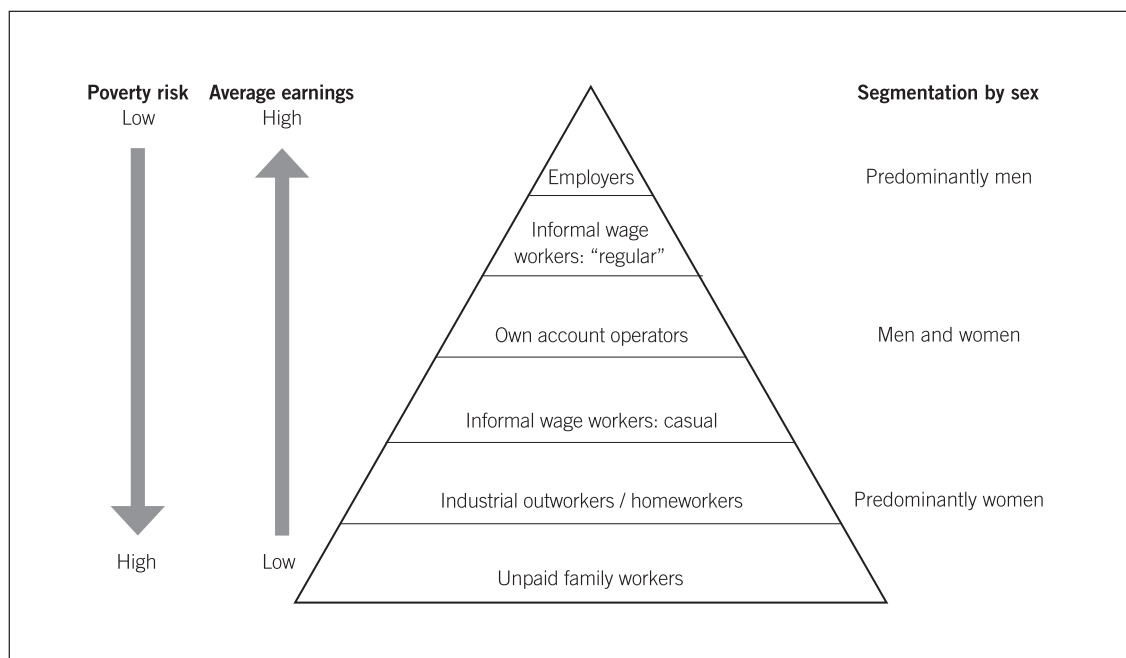 Poverty risk
Low
Average earnings
High
Segmentation by sex
Employers
Predominantly men
Informal wage
workers: “regular”
Own account operators
Men and women
Informal wage workers: casual
Industrial outworkers / homeworkers
Predominantly women
High
Low
Unpaid family workers